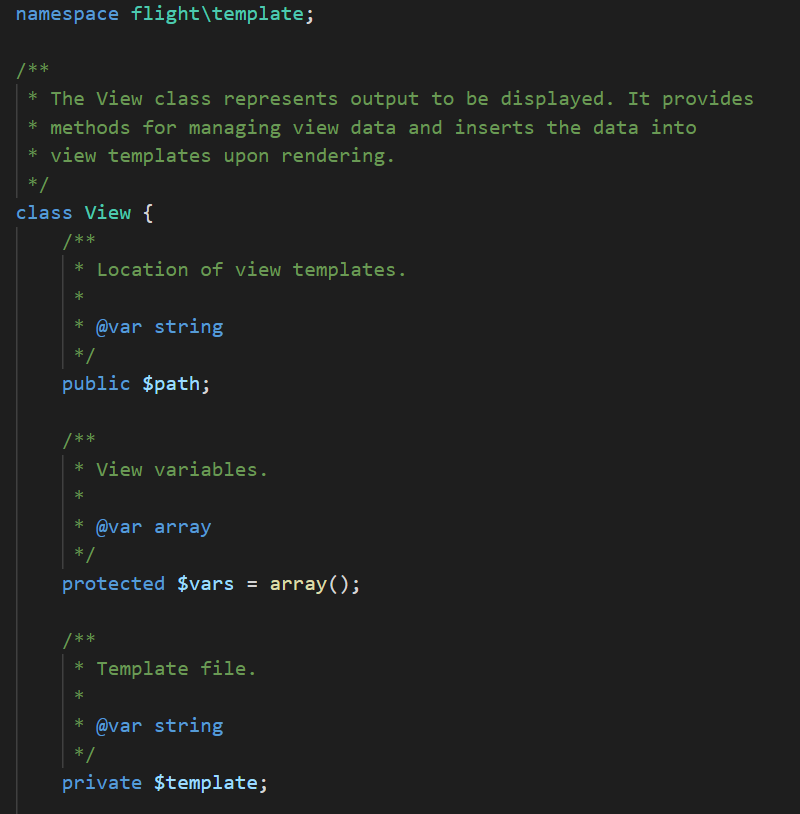 namespace flight\template;

/**
 * The View class represents output to be displayed. It provides
 * methods for managing view data and inserts the data into
 * view templates upon rendering.
 */
class View {
    /**
     * Location of view templates.
     *
     * @var string
     */
    public $path;

    /**
     * View variables.
     *
     * @var array
     */
    protected $vars = array();

    /**
     * Template file.
     *
     * @var string
     */
    private $template;